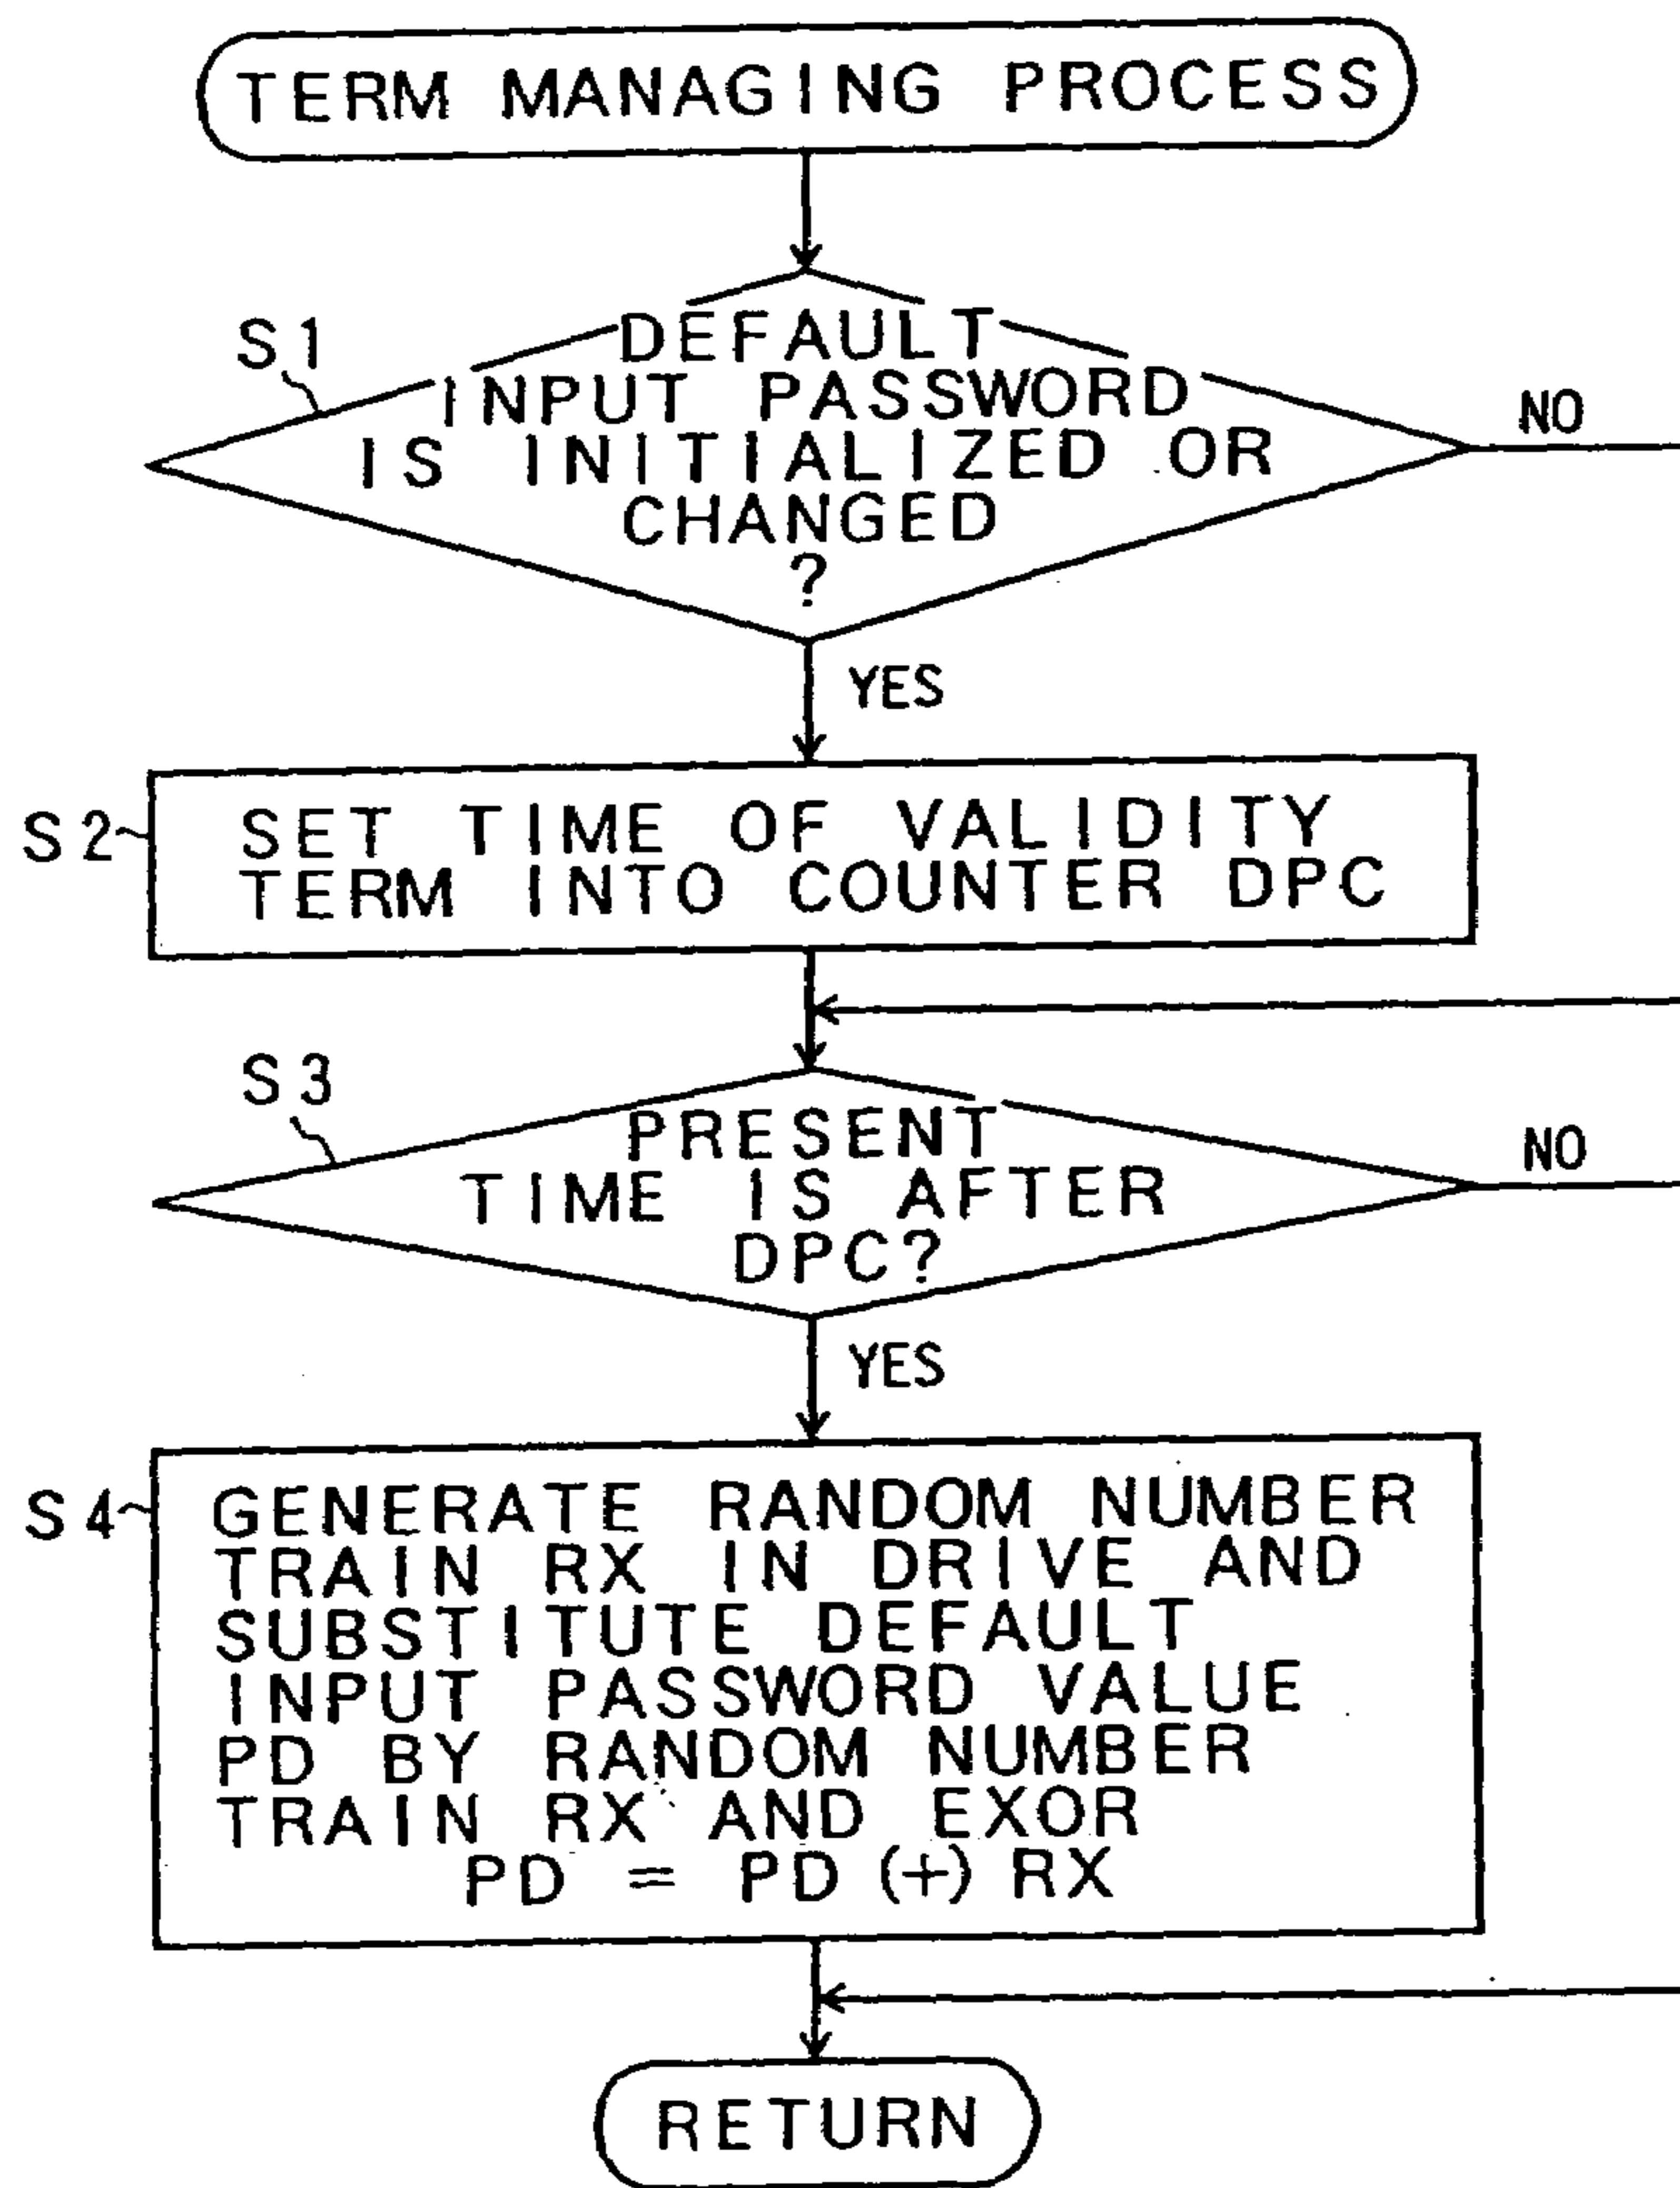 TERM MANAGING PROCESS
S1
DEFAULT
INPUT PASSWORD
IS INITIALIZED OR
CHANGED
?
NO
YES
S2
SET TIME OF VALIDITY
TERM INTO COUNTER DPC
S3
PRESENT
TIME IS AFTER
DPC?
NO
YES
S4
GENERATE RANDOM NUMBER
TRAIN RX IN DRIVE AND
SUBSTITUTE DEFAULT
INPUT PASSWORD VALUE
PD BY RANDOM NUMBER
TRAIN RX AND EXOR
PD = PD (+) RX
RETURN